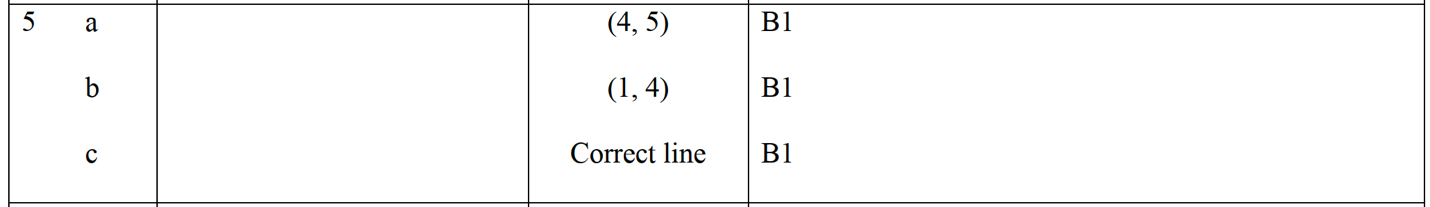 5 a (4, 5) B1
b (1, 4) B1
c Correct line B1